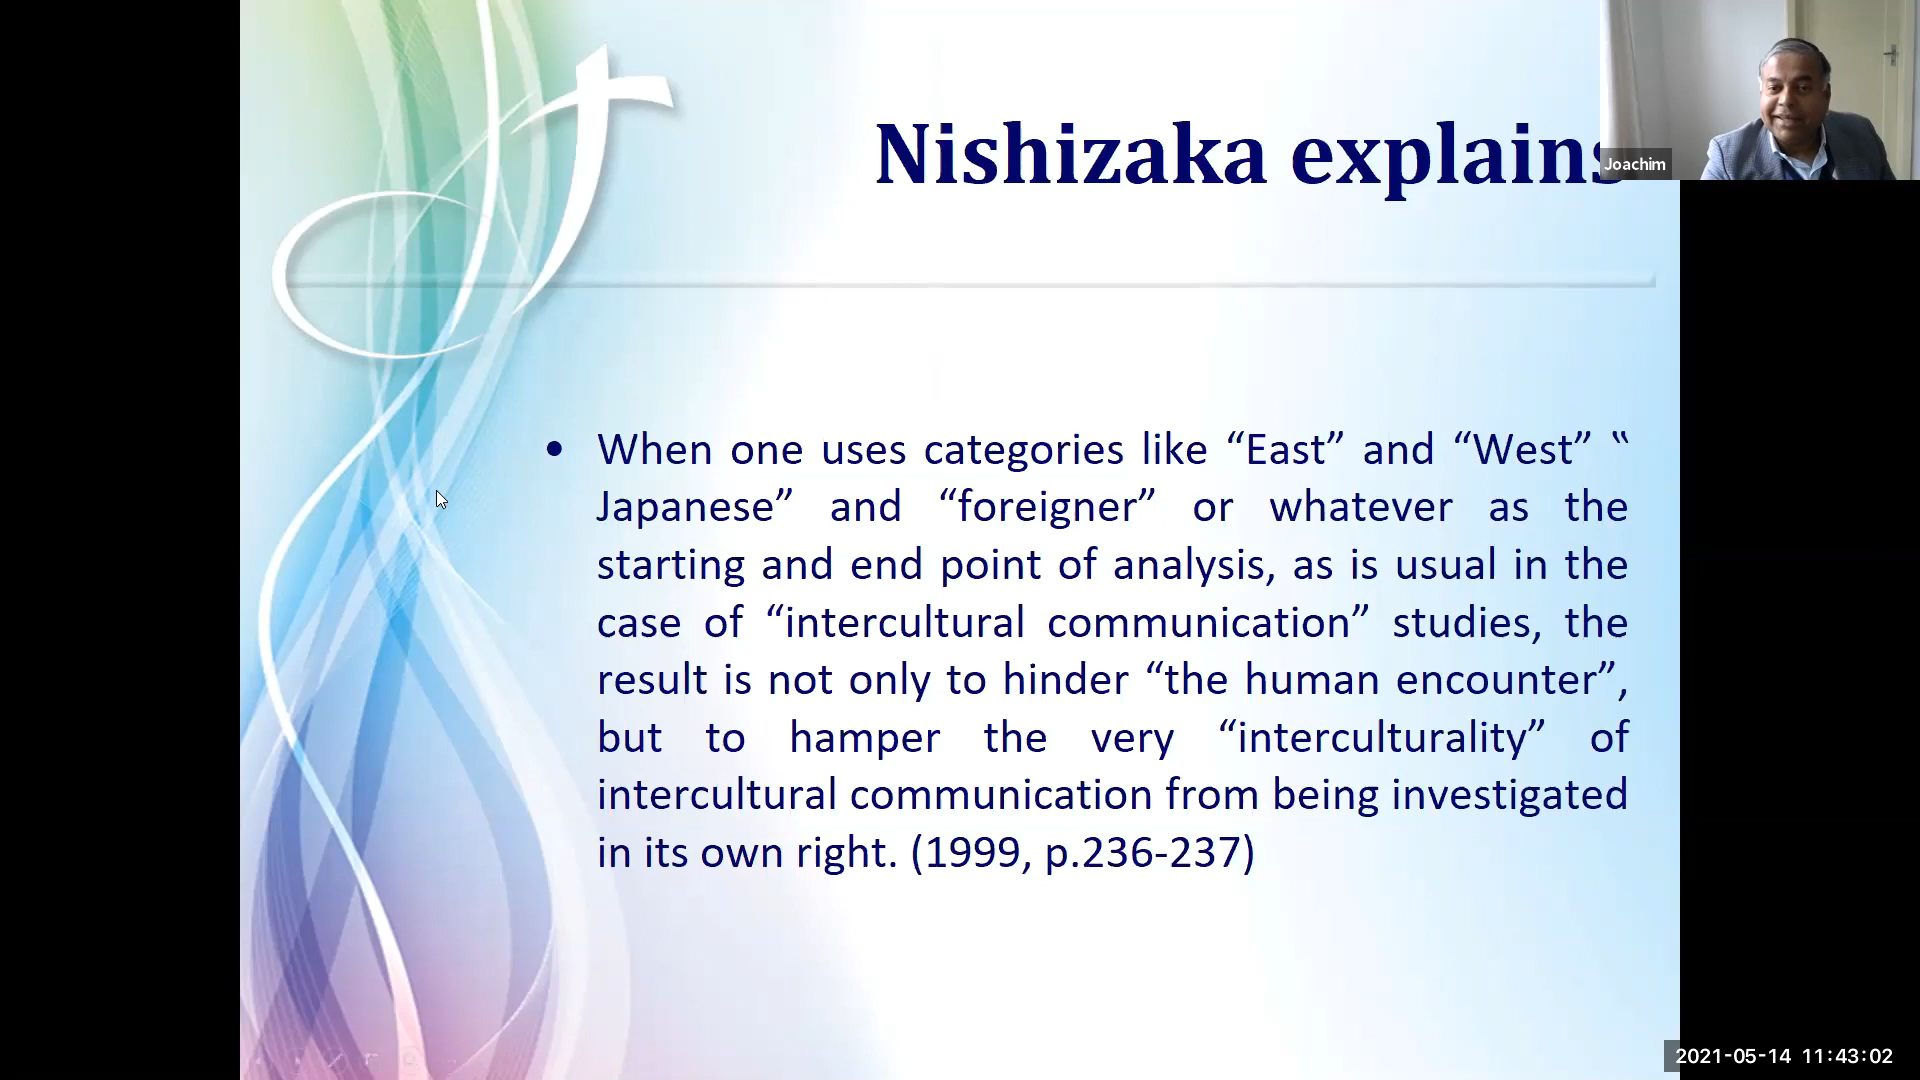 Nishizaka explains
Joachim
• When one uses categories like “East” and “West” “
Japanese” and “foreigner” or whatever as the
starting and end point of analysis, as is usual in the
case of “intercultural communication” studies, the
result is not only to hinder “the human encounter”,
but to hamper the very “interculturality” of
intercultural communication from being investigated
in its own right. (1999, p.236-237)
2021-05-14 11:43:02